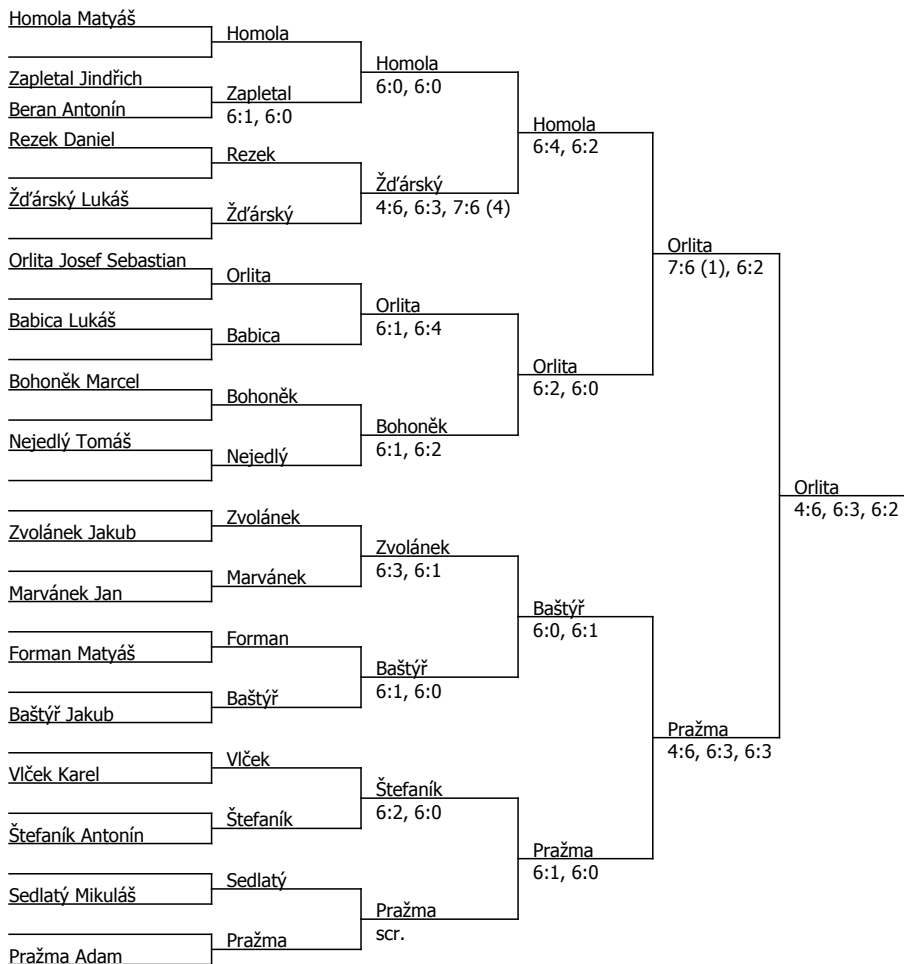 Homola Matyáš
Zapletal Jindřich
Beran Antonín
Rezek Daniel
Žďárský Lukáš
Orlita Josef Sebastian
Babica Lukáš
Bohoněk Marcel
Nejedlý Tomáš
Zvolánek Jakub
Marvánek Jan
Forman Matyáš
Baštýř Jakub
Vlček Karel
Štefaník Antonín
Sedlatý Mikuláš
Pražma Adam
Homola
Zapletal
6:1, 6:0
Rezek
Žďárský
Orlita
Babica
Bohoněk
Nejedlý
Zvolánek
Marvánek
Forman
Baštýř
Vlček
Štefaník
Sedlatý
Pražma
Homola
6:0, 6:0
Žďárský
4:6, 6:3, 7:6 (4)
Orlita
6:1, 6:4
Bohoněk
6:1, 6:2
Zvolánek
6:3, 6:1
Baštýř
6:1, 6:0
Štefaník
6:2, 6:0
Pražma
scr.
Homola
6:4, 6:2
Orlita
6:2, 6:0
Baštýř
6:0, 6:1
Pražma
6:1, 6:0
Orlita
7:6 (1), 6:2
Pražma
4:6, 6:3, 6:3
Orlita
4:6, 6:3, 6:2